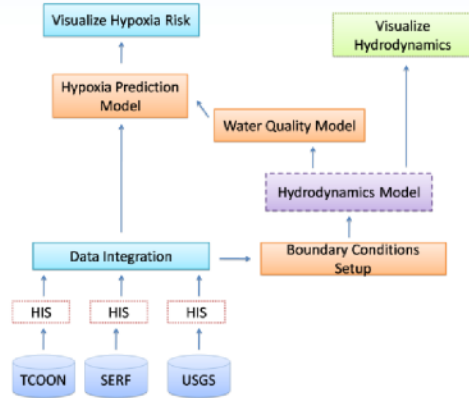 Visualize Hypoxia Risk
Visualize
Hydrodynamics
Hypoxia Prediction
Model
Water Quality Model
Hydrodynamics Model
Data Integration
Boundary Conditions
Setup
HIS
HIS
HIS
TCOON
SERF
USGS